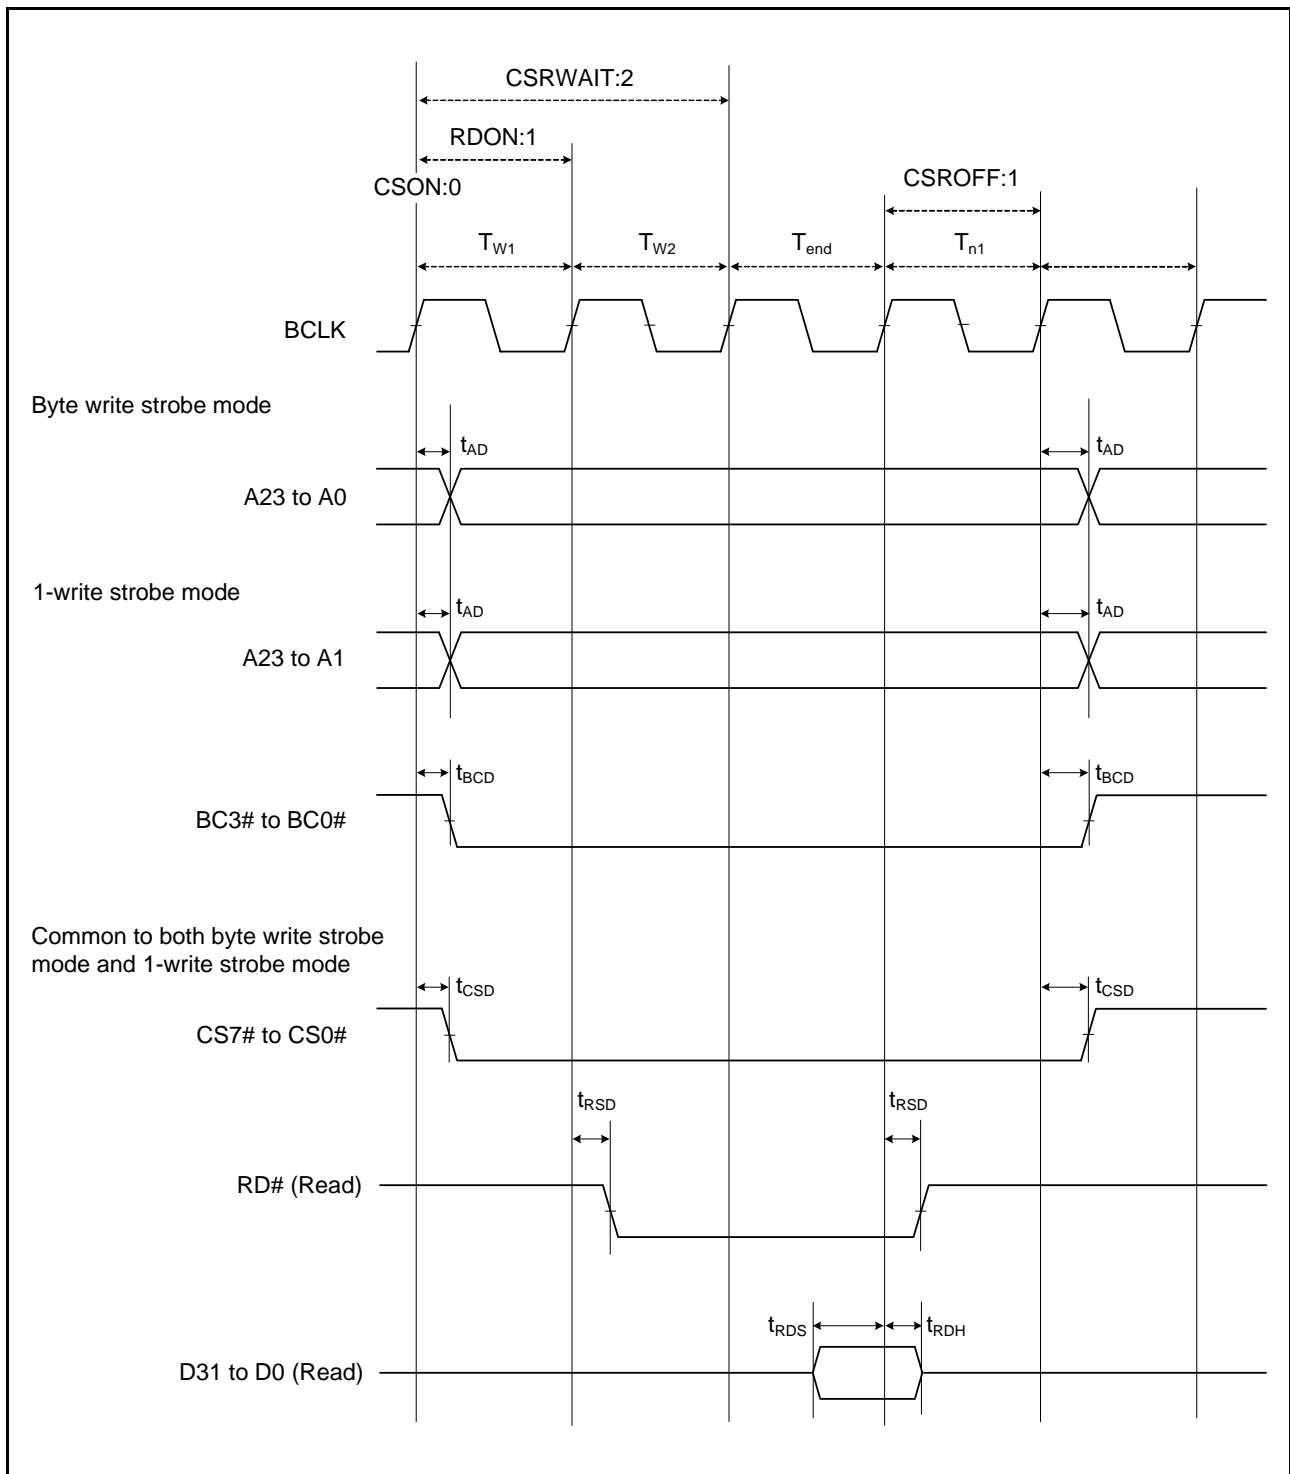 CSRWAIT:2
RDON:1
CSON:0
CSROFF:1
TW1 TW2 Tend Tn1
BCLK
Byte write strobe mode
tAD tAD
A23 to A0
1-write strobe mode
tAD tAD
A23 to A1
tBCD tBCD
BC3# to BC0#
Common to both byte write strobe
mode and 1-write strobe mode
tCSD tCSD
CS7# to CS0#
tRSD tRSD
RD# (Read)
tRDS tRDH
D31 to D0 (Read)